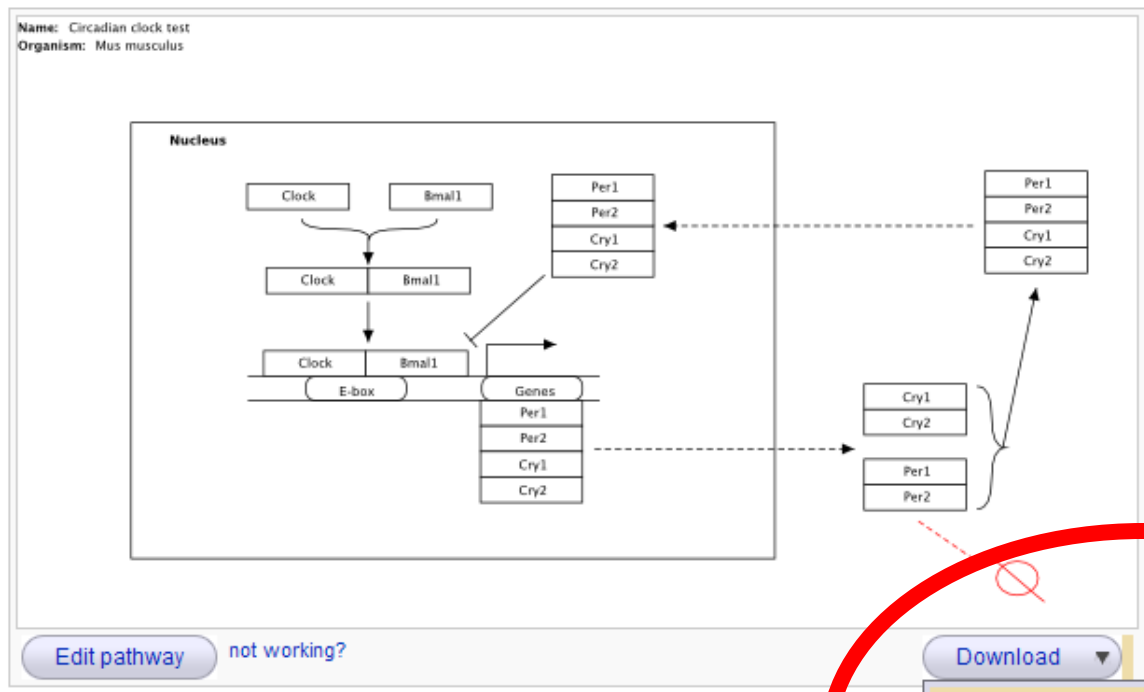 Name: Circadian clock test
Organism: Mus musculus
Nucleus
Clock
Bmal1
Clock
Bmal1
Clock
Bmal1
E-box
Genes
Per1
Per2
Cry1
Cry2
Per1
Per2
Cry1
Cry2
Cry1
Cry2
Per1
Per2
Per1
Per2
Cry1
Cry2
Edit pathway
not working?
Download